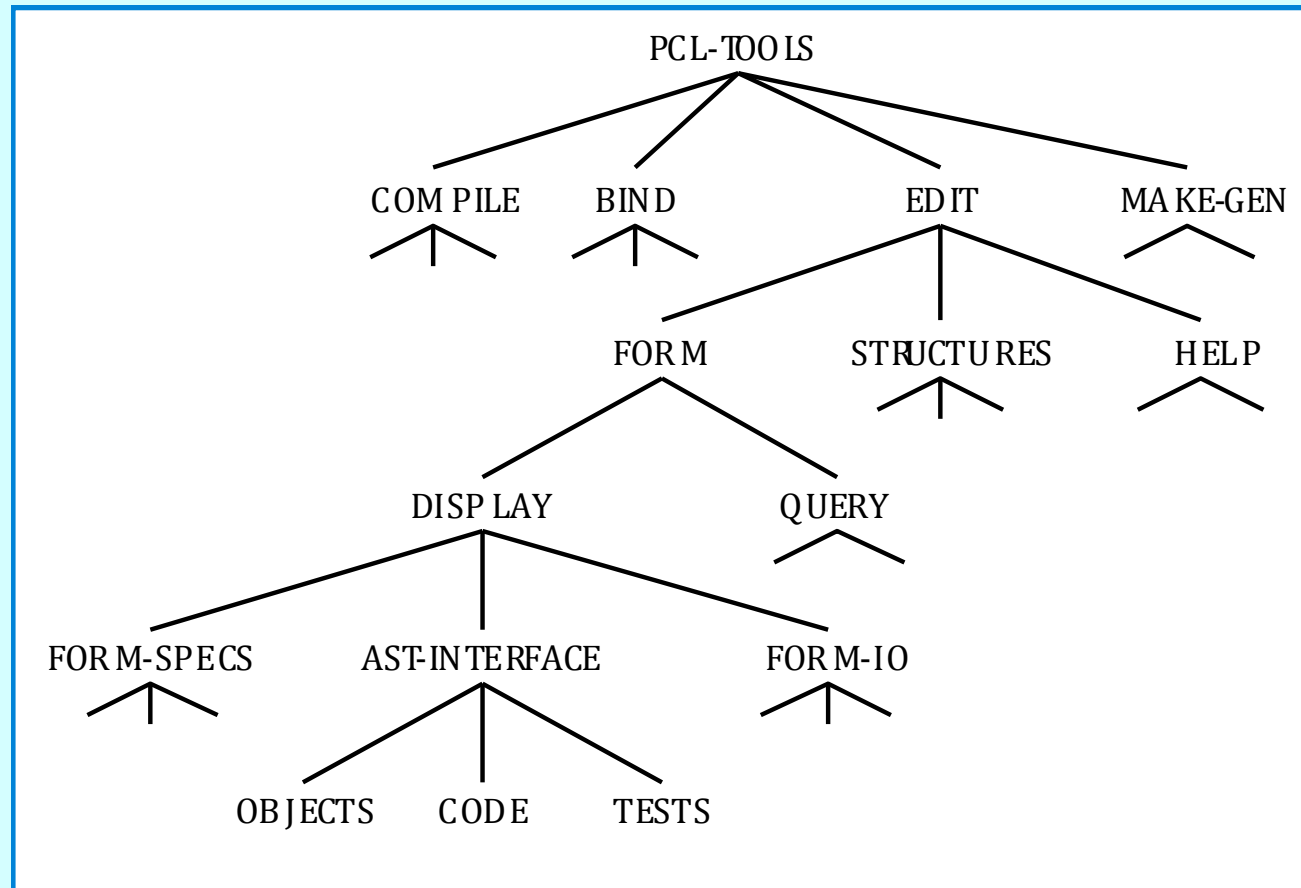 PCL-TOOLS
COMPILE BIND EDIT MAKE-GEN
FORM STRUCTURES HELP
DISPLAY QUERY
FORM-SPECS AST-INTERFACE FORM-IO
OBJECTS CODE TESTS